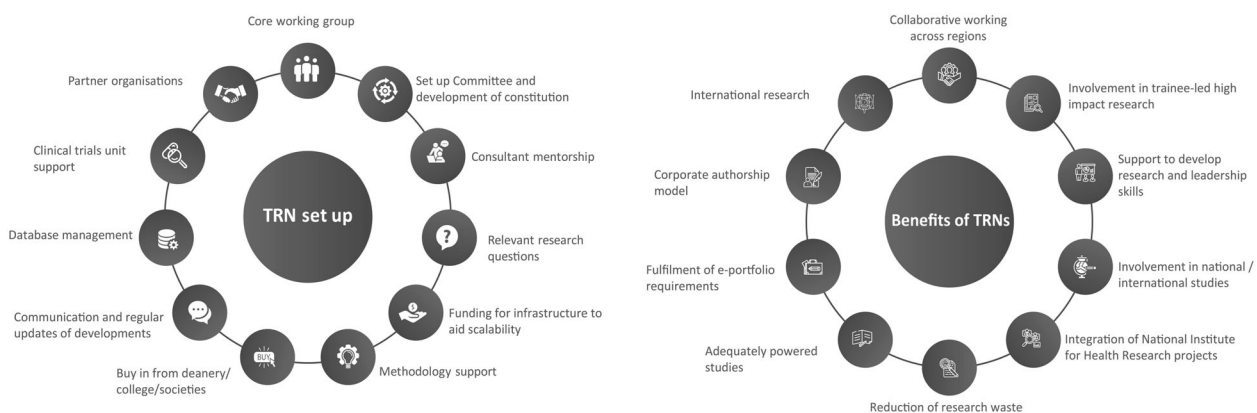 Core working group
Set up Committee and
development of constitution
Consultant mentorship
Relevant research
questions
Funding for infrastructure to
aid scalability
Methodology support
Buy in from deanery/
college/societies
Communication and regular
updates of developments
Database management
Clinical trials unit
support
Partner organisations
TRN set up
?
$
BUY
Collaborative working
across regions
Involvement in trainee-led high
impact research
Support to develop
research and leadership
skills
Involvement in national /
international studies
Integration of National Institute
for Health Research projects
Reduction of research waste
Adequately powered
studies
Fulfilment of e-portfolio
requirements
Corporate authorship
model
International research
Benefits of TRNs